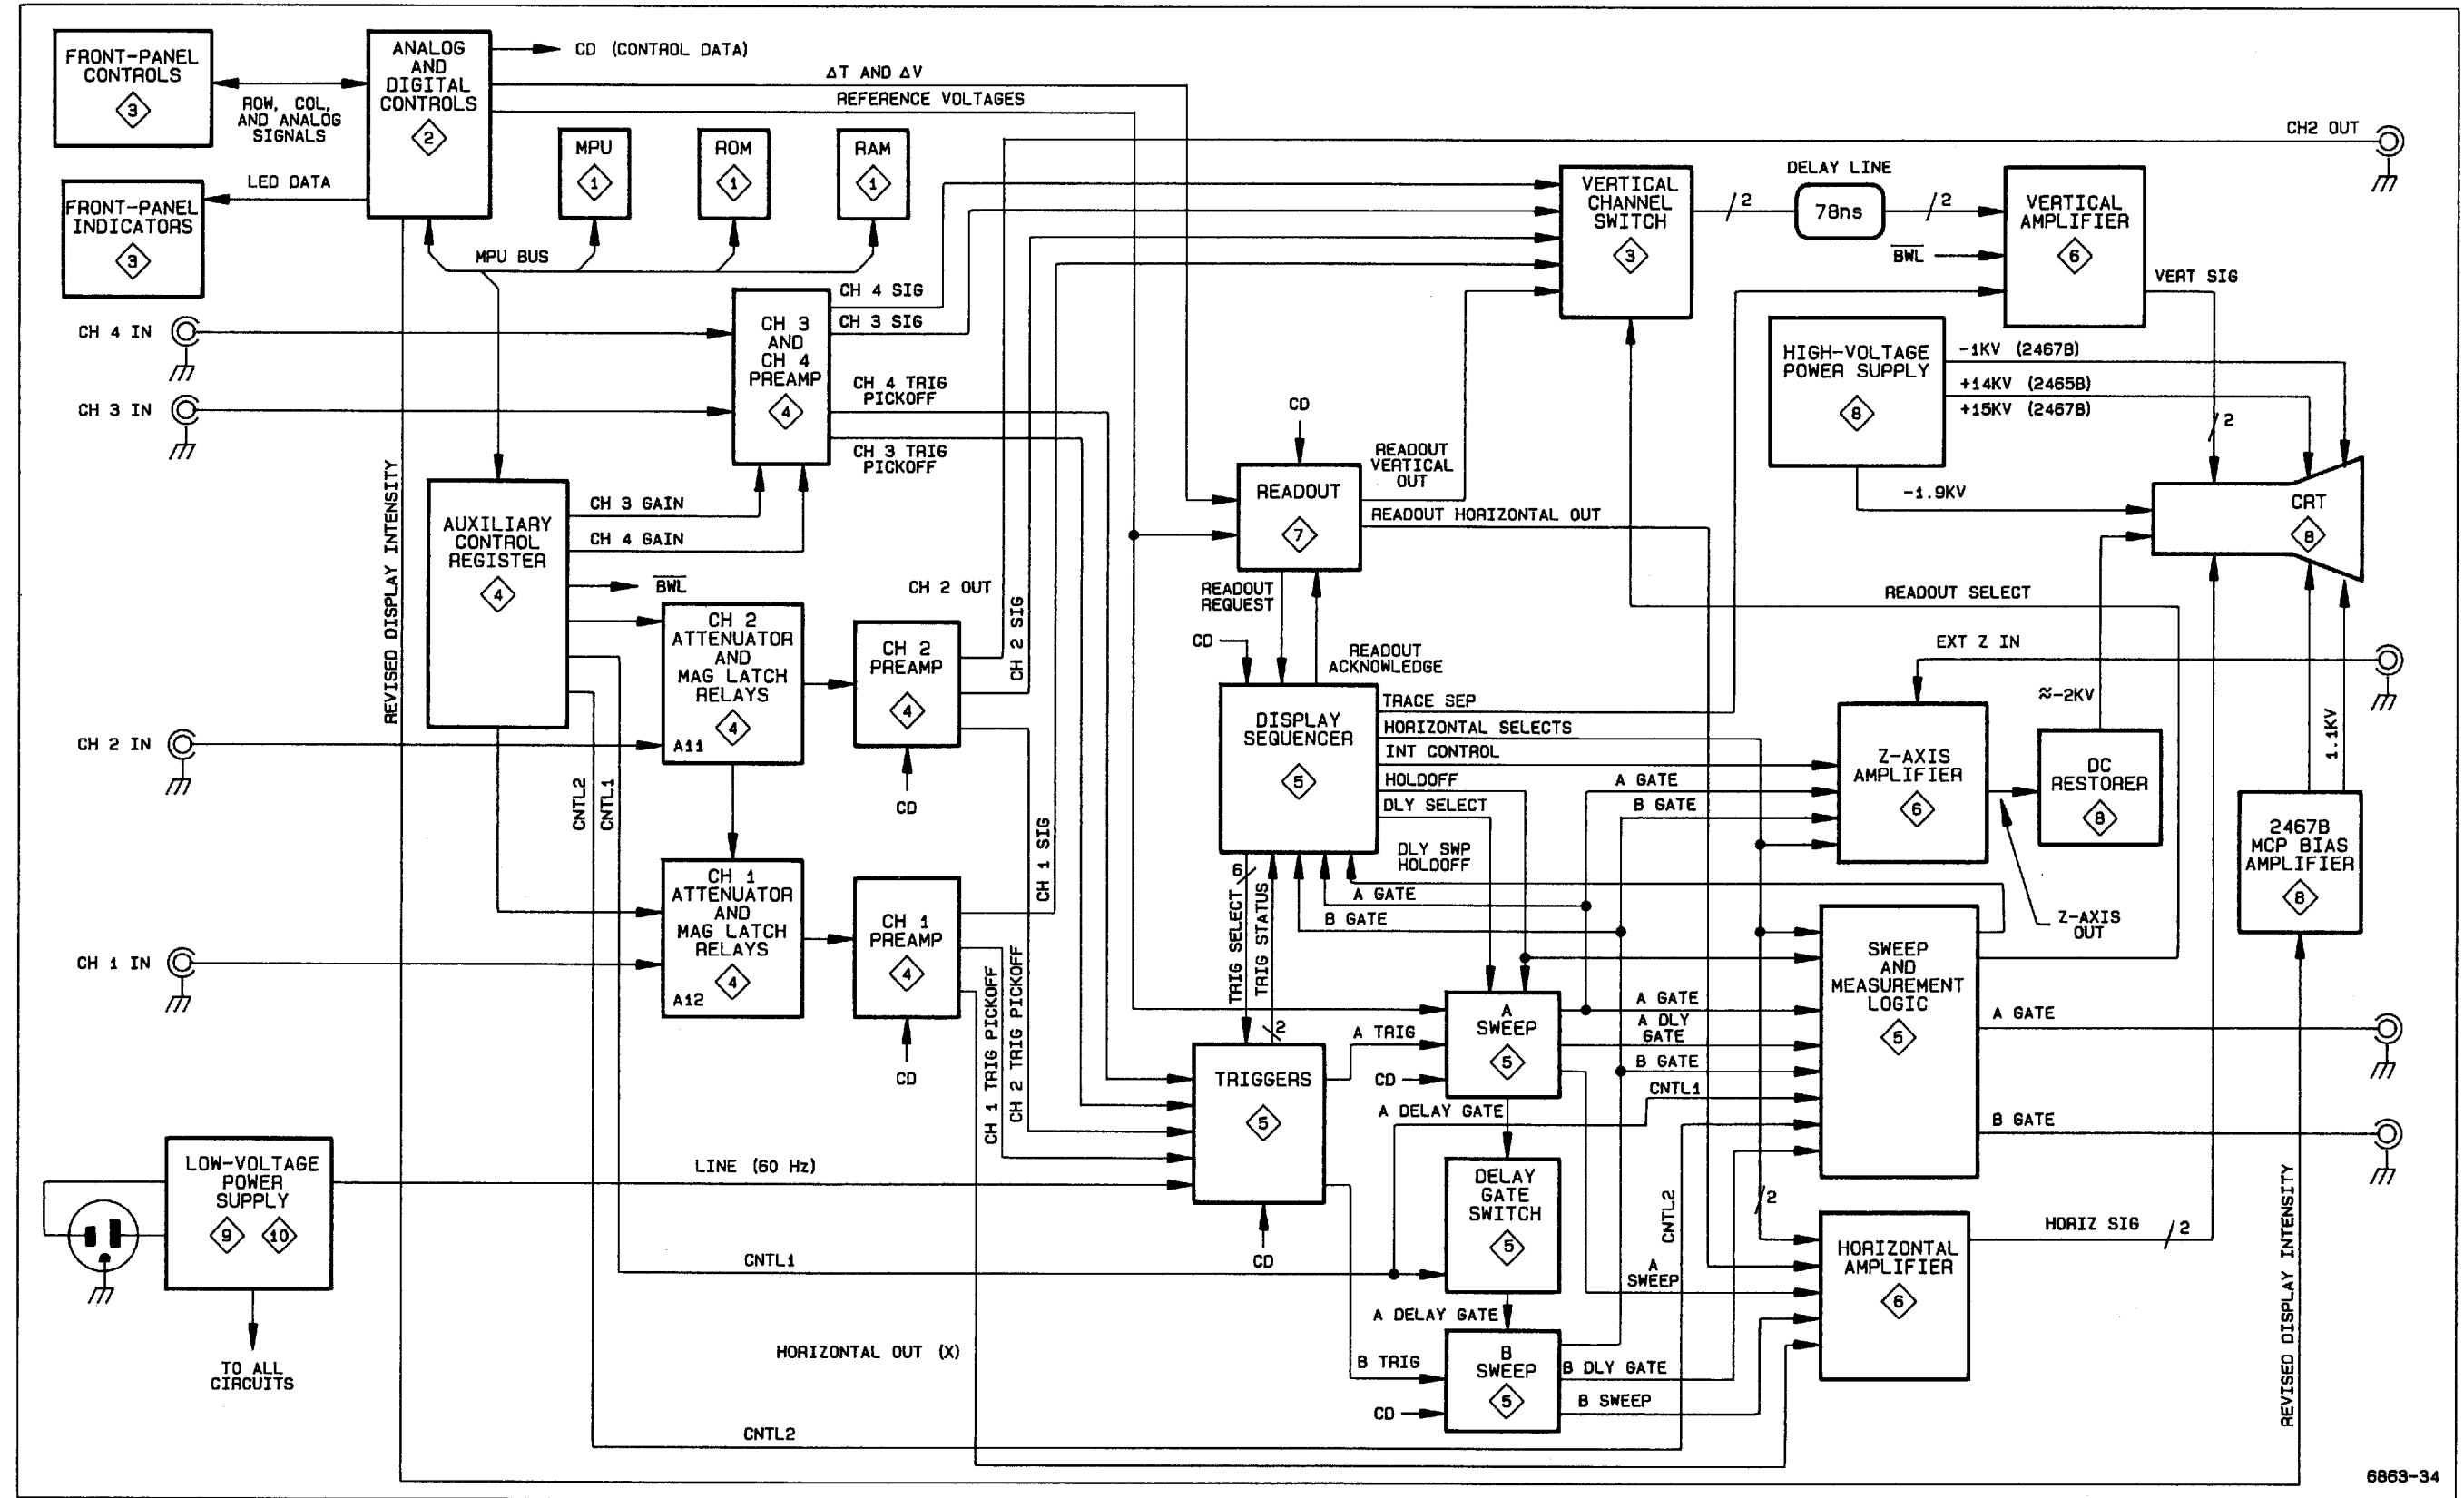 FRONT-PANEL
CONTROLS
3
ROW, COL,
AND ANALOG
SIGNALS
ANALOG
AND
DIGITAL
CONTROLS
2
CD (CONTROL DATA)
ΔT AND ΔV
REFERENCE VOLTAGES
FRONT-PANEL
INDICATORS
3
LED DATA
MPU
1
ROM
1
RAM
1
MPU BUS
CH2 OUT
VERTICAL
CHANNEL
SWITCH
3
2
DELAY LINE
78ns
2
VERTICAL
AMPLIFIER
6
BWL
VERT SIG
2
CH 4 IN
CH 3 IN
CH 3
AND
CH 4
PREAMP
4
CH 4 SIG
CH 3 SIG
CH 4 TRIG
PICKOFF
CH 3 TRIG
PICKOFF
HIGH-VOLTAGE
POWER SUPPLY
8
-1KV (2467B)
+14KV (2465B)
+15KV (2467B)
-1.9KV
CRT
8
REVISED DISPLAY INTENSITY
AUXILIARY
CONTROL
REGISTER
4
CH 3 GAIN
CH 4 GAIN
BWL
CD
READOUT
7
READOUT
VERTICAL
OUT
READOUT HORIZONTAL OUT
READOUT
REQUEST
READOUT
ACKNOWLEDGE
READOUT SELECT
CH 2 OUT
CH 2 SIG
CH 2
ATTENUATOR
AND
MAG LATCH
RELAYS
4
A11
CH 2
PREAMP
4
CD
CH 2 IN
CNTL2
CNTL1
CD
DISPLAY
SEQUENCER
5
TRACE SEP
HORIZONTAL SELECTS
INT CONTROL
HOLDOFF
DLY SELECT
DLY SWP
HOLDOFF
A GATE
B GATE
A GATE
B GATE
EXT Z IN
Z-AXIS
AMPLIFIER
6
≈-2KV
DC
RESTORER
8
Z-AXIS
OUT
1.1KV
2467B
MCP BIAS
AMPLIFIER
8
CH 1 IN
CH 1
ATTENUATOR
AND
MAG LATCH
RELAYS
4
A12
CH 1
PREAMP
4
CD
CH 1 SIG
CH 1 TRIG PICKOFF
CH 2 TRIG PICKOFF
TRIG SELECT
6
TRIG STATUS
2
TRIGGERS
5
CD
A TRIG
CD
A
SWEEP
5
A GATE
A DLY
GATE
B GATE
CNTL1
SWEEP
AND
MEASUREMENT
LOGIC
5
A GATE
B GATE
A DELAY GATE
DELAY
GATE
SWITCH
5
A DELAY GATE
LOW-VOLTAGE
POWER
SUPPLY
9
10
LINE (60 Hz)
TO ALL
CIRCUITS
CNTL1
HORIZONTAL OUT (X)
CNTL2
B TRIG
CD
B
SWEEP
5
B DLY GATE
B SWEEP
A
SWEEP
CNTL2
2
HORIZONTAL
AMPLIFIER
6
HORIZ SIG
2
REVISED DISPLAY INTENSITY
6863-34